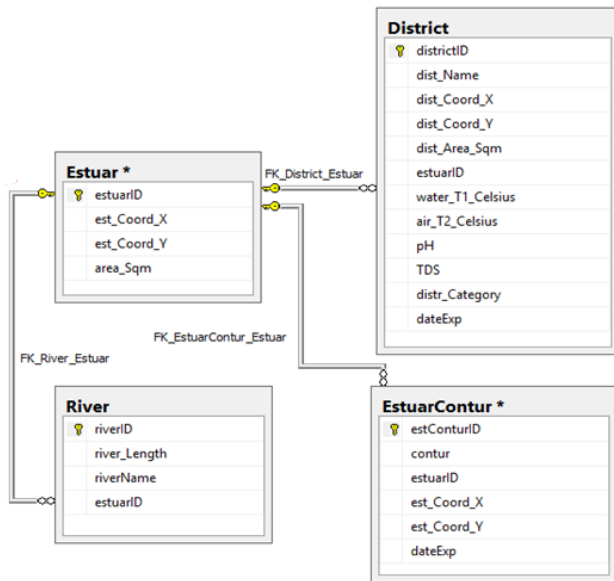 District
districtID
dist_Name
dist_Coord_X
dist_Coord_Y
dist_Area_Sqm
estuarID
water_T1_Celsius
air_T2_Celsius
pH
TDS
distr_Category
dateExp
FK_District_Estuar
Estuar *
estuarID
est_Coord_X
est_Coord_Y
area_Sqm
FK_EstuarContur_Estuar
FK_River_Estuar
River
riverID
river_Length
riverName
estuarID
EstuarContur *
estConturID
contur
estuarID
est_Coord_X
est_Coord_Y
dateExp